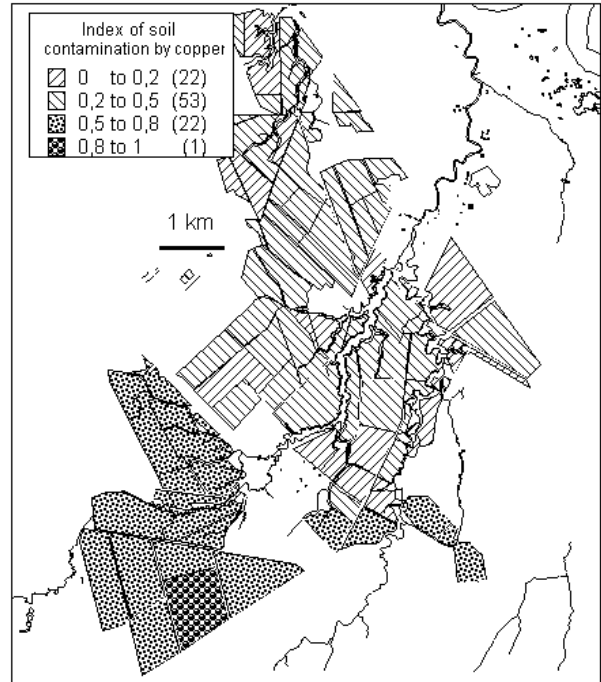 Index of soil
contamination by copper
0 to 0,2 (22)
0,2 to 0,5 (53)
0,5 to 0,8 (22)
0,8 to 1 (1)
1 km